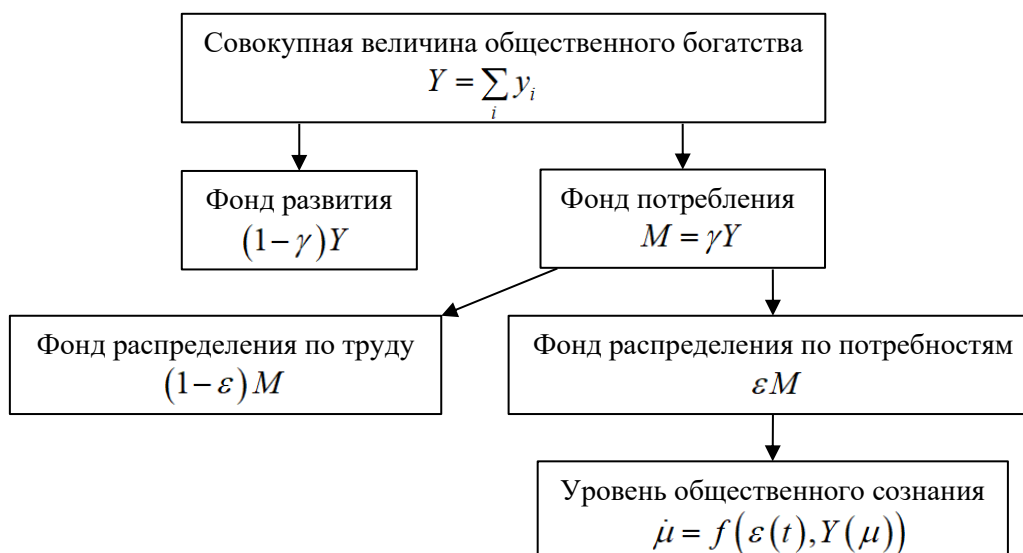 Совокупная величина общественного богатства
Y = ∑ y_i
i
Фонд развития
(1−γ)Y
Фонд потребления
M = γY
Фонд распределения по труду
(1−ε)M
Фонд распределения по потребностям
εM
Уровень общественного сознания
μ̇ = f(ε(t),Y(μ))